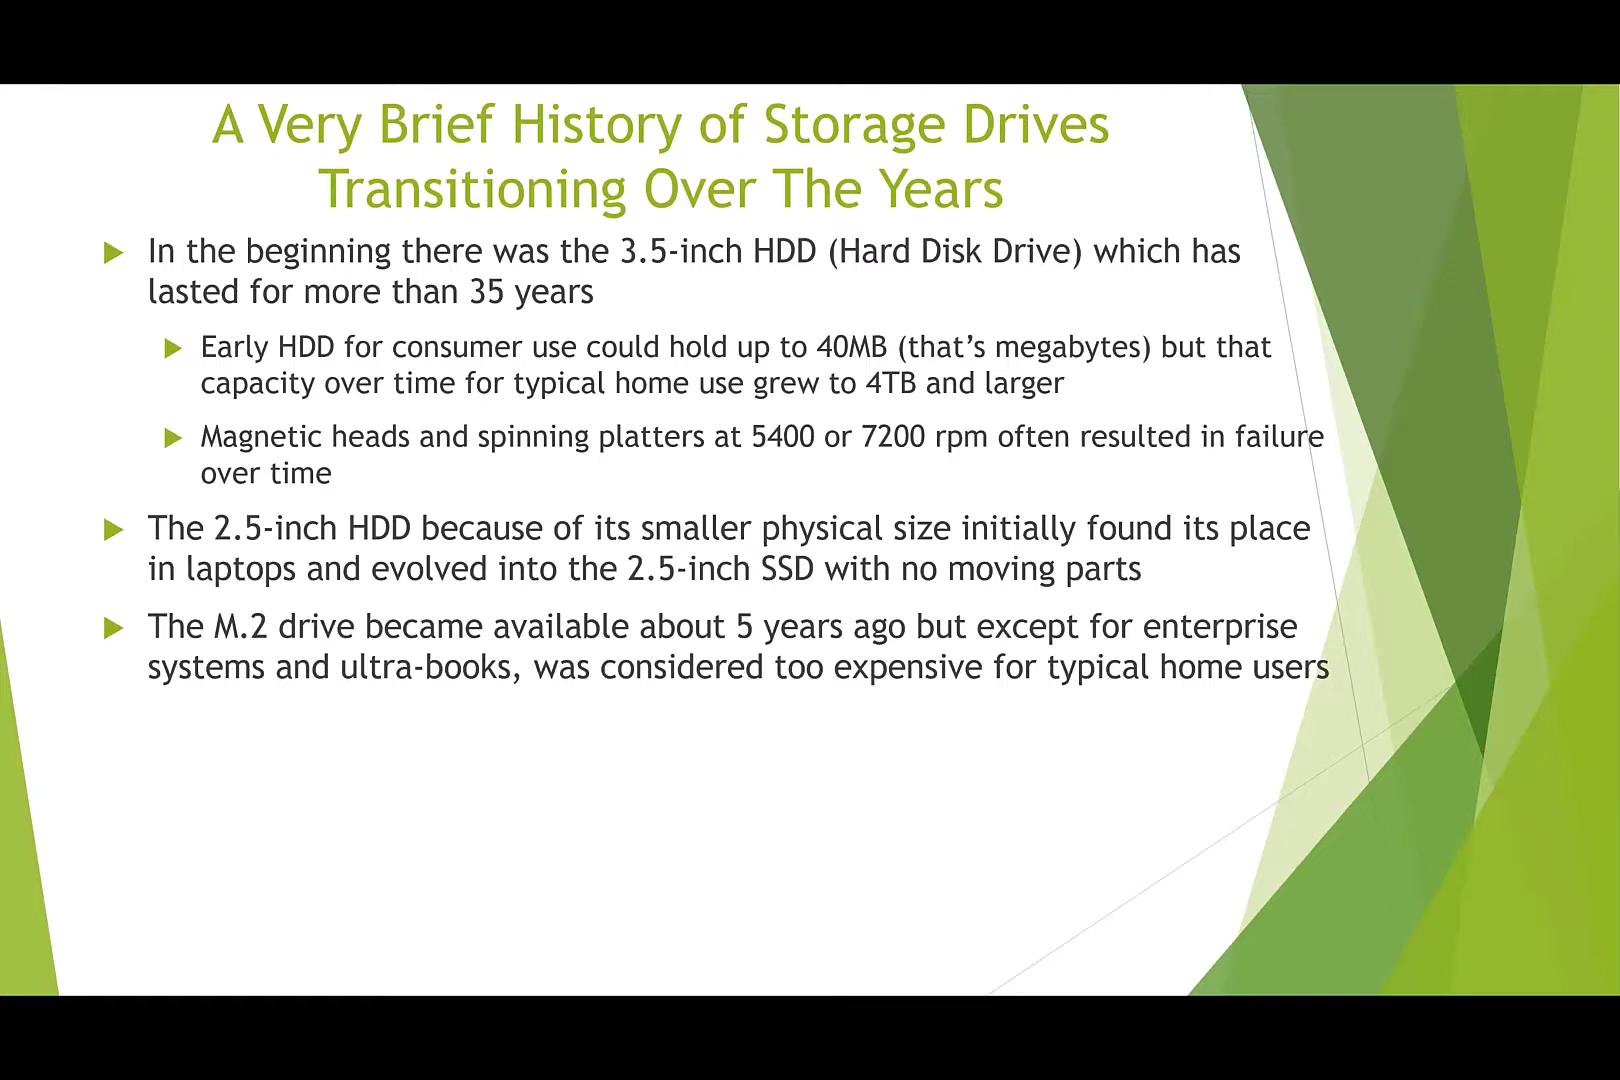 A Very Brief History of Storage Drives
Transitioning Over The Years
In the beginning there was the 3.5-inch HDD (Hard Disk Drive) which has
lasted for more than 35 years
Early HDD for consumer use could hold up to 40MB (that’s megabytes) but that
capacity over time for typical home use grew to 4TB and larger
Magnetic heads and spinning platters at 5400 or 7200 rpm often resulted in failure
over time
The 2.5-inch HDD because of its smaller physical size initially found its place
in laptops and evolved into the 2.5-inch SSD with no moving parts
The M.2 drive became available about 5 years ago but except for enterprise
systems and ultra-books, was considered too expensive for typical home users